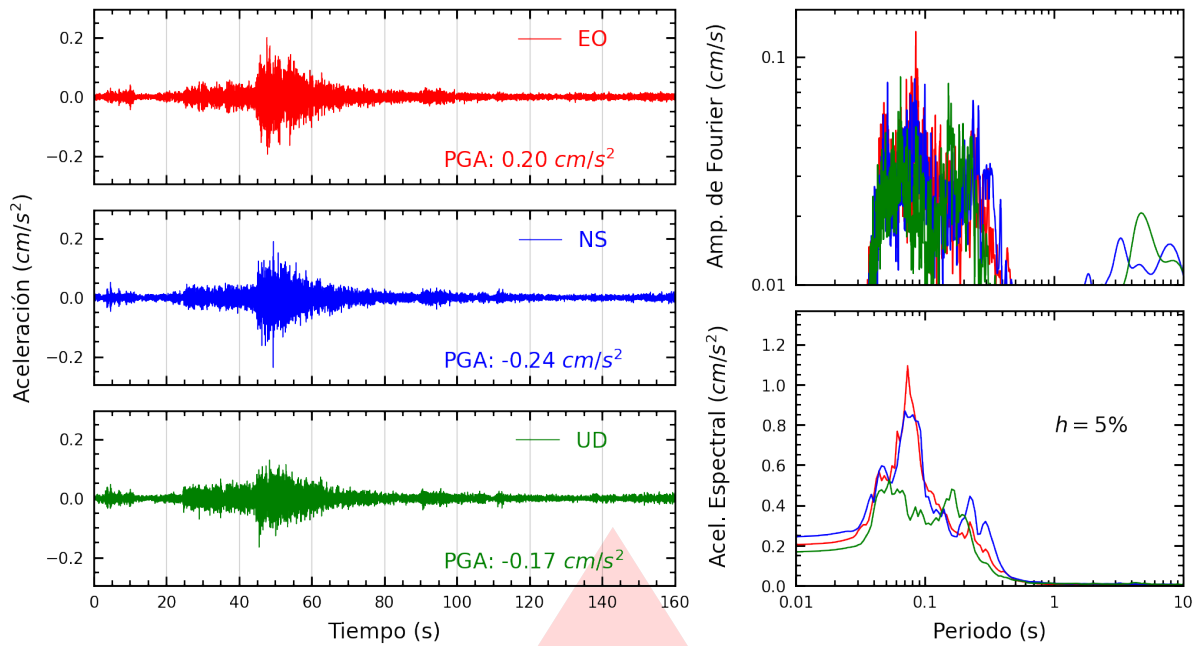 Aceleración (cm/s²)
0.2
0.0
−0.2
EO
PGA: 0.20 cm/s²
0.2
0.0
−0.2
NS
PGA: -0.24 cm/s²
0.2
0.0
−0.2
UD
PGA: -0.17 cm/s²
0 20 40 60 80 100 120 140 160
Tiempo (s)
Amp. de Fourier (cm/s)
0.1
0.01
Acel. Espectral (cm/s²)
1.2
1.0
0.8
0.6
0.4
0.2
0.0
h = 5%
0.01 0.1 1 10
Periodo (s)